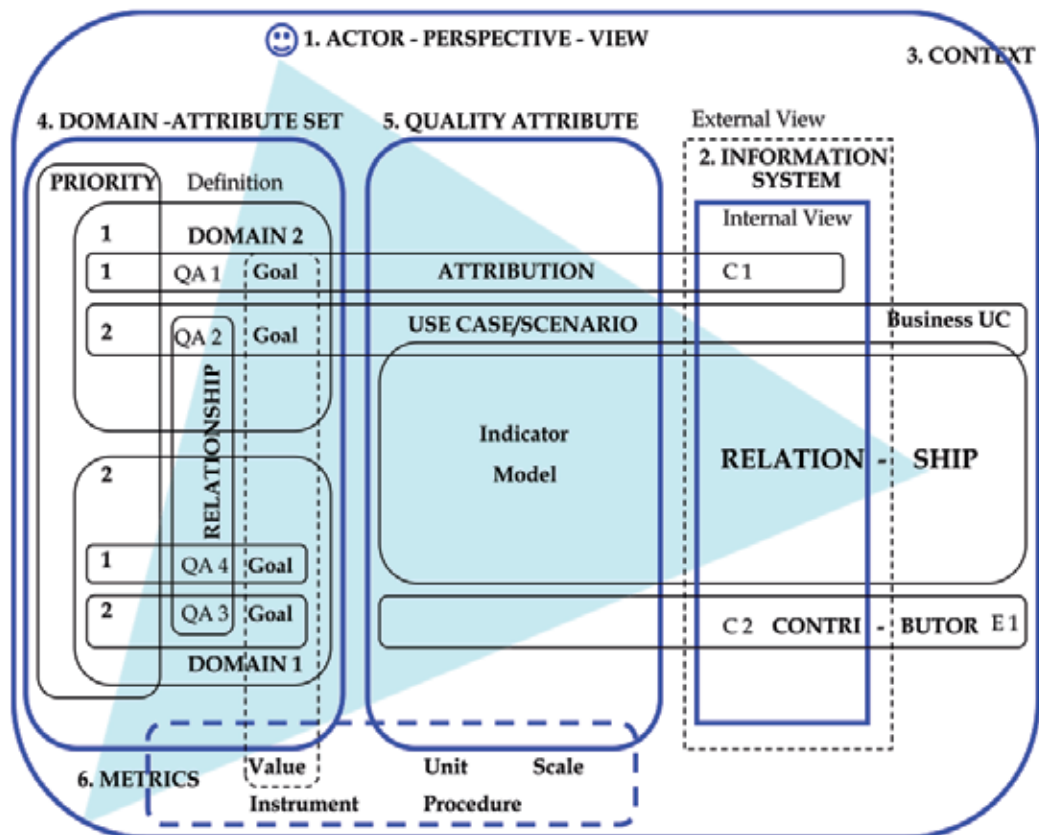 1. ACTOR - PERSPECTIVE - VIEW
3. CONTEXT
4. DOMAIN -ATTRIBUTE SET
5. QUALITY ATTRIBUTE
External View
2. INFORMATION
SYSTEM
PRIORITY
Definition
Internal View
1
DOMAIN 2
1 QA 1 Goal
ATTRIBUTION
C 1
2 QA 2 Goal
USE CASE/SCENARIO
Business UC
RELATIONSHIP
Indicator
Model
RELATION - SHIP
2
1 QA 4 Goal
2 QA 3 Goal
C 2 CONTRI - BUTOR E 1
DOMAIN 1
6. METRICS
Value Unit Scale
Instrument Procedure